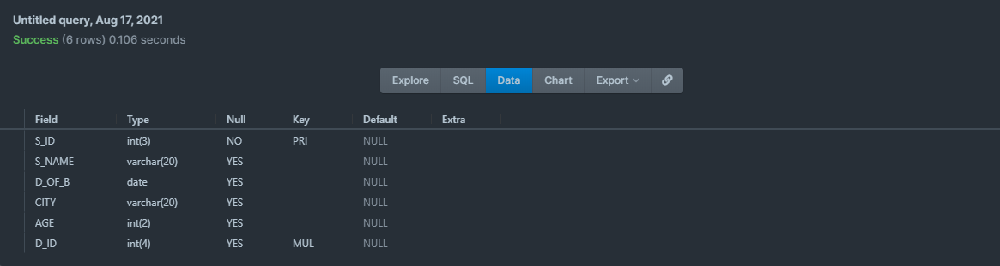 Untitled query, Aug 17, 2021
Success (6 rows) 0.106 seconds
Explore SQL Data Chart Export
Field Type Null Key Default Extra
S_ID int(3) NO PRI NULL
S_NAME varchar(20) YES NULL
D_OF_B date YES NULL
CITY varchar(20) YES NULL
AGE int(2) YES NULL
D_ID int(4) YES MUL NULL